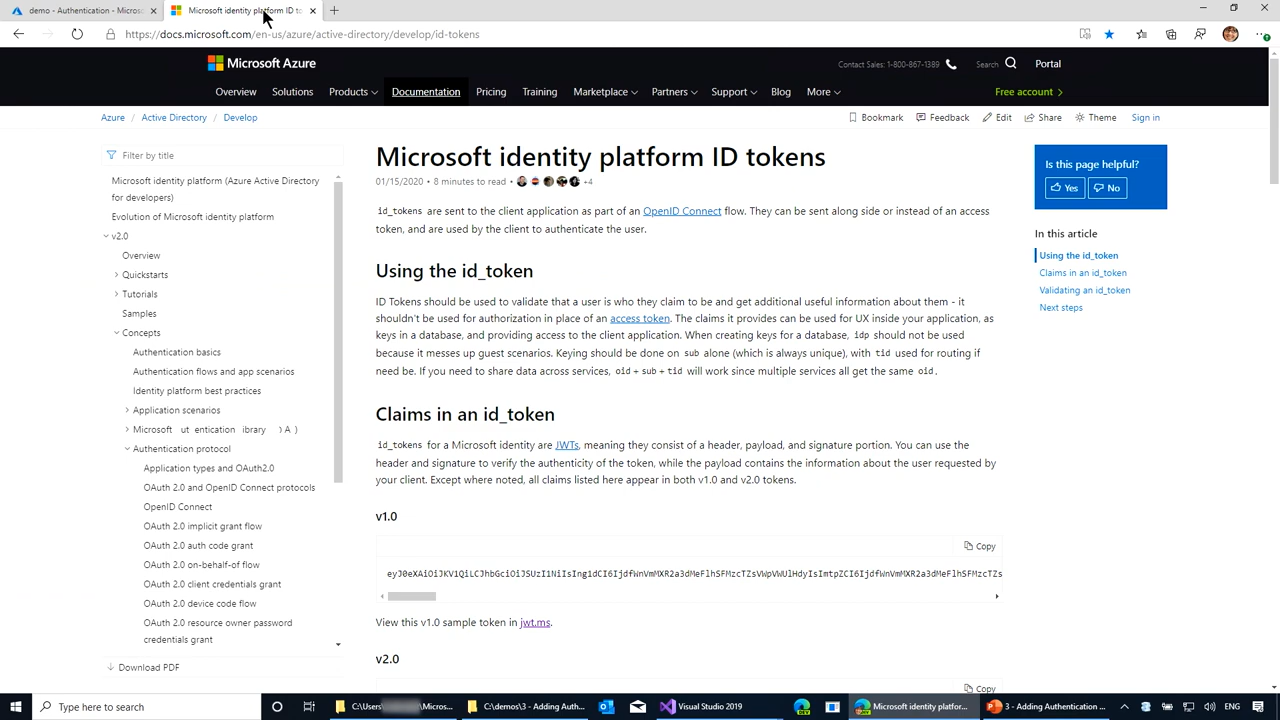 demo - Authentication - Micros
Microsoft identity platform ID to
https://docs.microsoft.com/en-us/azure/active-directory/develop/id-tokens
Microsoft Azure
Contact Sales: 1-800-867-1389
Search
Portal
Overview
Solutions
Products
Documentation
Pricing
Training
Marketplace
Partners
Support
Blog
More
Free account
Azure / Active Directory / Develop
Bookmark
Feedback
Edit
Share
Theme
Sign in
Filter by title
Microsoft identity platform (Azure Active Directory
for developers)
Evolution of Microsoft identity platform
v2.0
Overview
Quickstarts
Tutorials
Samples
Concepts
Authentication basics
Authentication flows and app scenarios
Identity platform best practices
Application scenarios
Microsoft ut entication ibrary ) A )
Authentication protocol
Application types and OAuth2.0
OAuth 2.0 and OpenID Connect protocols
OpenID Connect
OAuth 2.0 implicit grant flow
OAuth 2.0 auth code grant
OAuth 2.0 on-behalf-of flow
OAuth 2.0 client credentials grant
OAuth 2.0 device code flow
OAuth 2.0 resource owner password
credentials grant
Download PDF
Microsoft identity platform ID tokens
01/15/2020 • 8 minutes to read • +4
id_tokens are sent to the client application as part of an OpenID Connect flow. They can be sent along side or instead of an access
token, and are used by the client to authenticate the user.
Using the id_token
ID Tokens should be used to validate that a user is who they claim to be and get additional useful information about them - it
shouldn't be used for authorization in place of an access token. The claims it provides can be used for UX inside your application, as
keys in a database, and providing access to the client application. When creating keys for a database, idp should not be used
because it messes up guest scenarios. Keying should be done on sub alone (which is always unique), with tid used for routing if
need be. If you need to share data across services, oid + sub + tid will work since multiple services all get the same oid.
Claims in an id_token
id_tokens for a Microsoft identity are JWTs, meaning they consist of a header, payload, and signature portion. You can use the
header and signature to verify the authenticity of the token, while the payload contains the information about the user requested by
your client. Except where noted, all claims listed here appear in both v1.0 and v2.0 tokens.
v1.0
Copy
View this v1.0 sample token in jwt.ms.
v2.0
Copy
Is this page helpful?
Yes
No
In this article
Using the id_token
Claims in an id_token
Validating an id_token
Next steps
Type here to search
C:\Users\ \Micros...
C:\demos\3 - Adding Auth...
Visual Studio 2019
Microsoft identity platfor...
3 - Adding Authentication ...
ENG